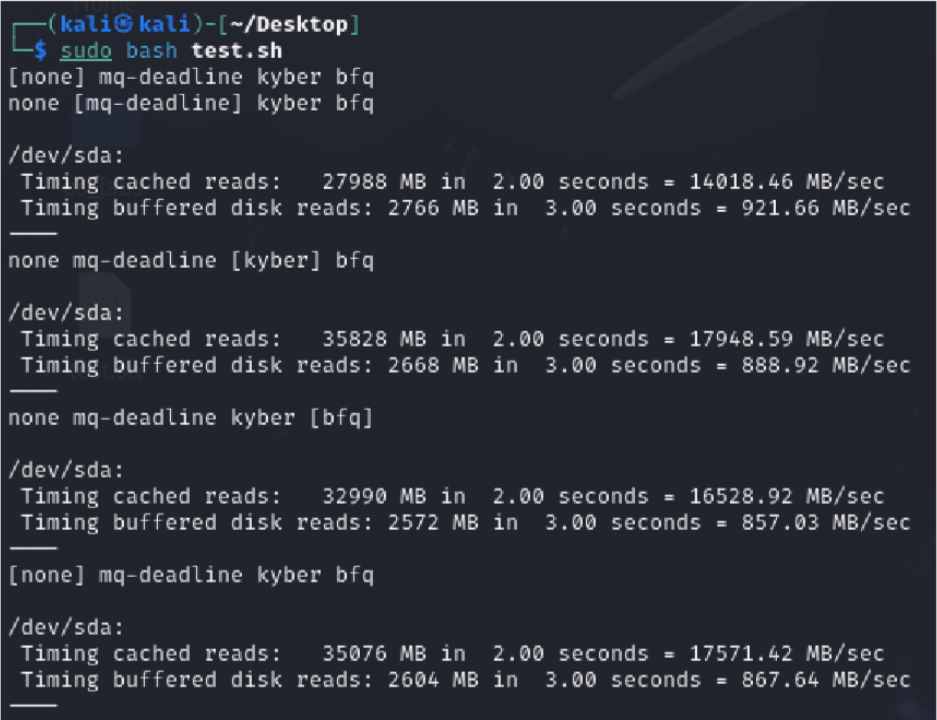 ┌──(kali㉿kali)-[~/Desktop]
└─$ sudo bash test.sh
[none] mq-deadline kyber bfq
none [mq-deadline] kyber bfq
/dev/sda:
Timing cached reads:   27988 MB in  2.00 seconds = 14018.46 MB/sec
Timing buffered disk reads: 2766 MB in  3.00 seconds = 921.66 MB/sec
────
none mq-deadline [kyber] bfq
/dev/sda:
Timing cached reads:   35828 MB in  2.00 seconds = 17948.59 MB/sec
Timing buffered disk reads: 2668 MB in  3.00 seconds = 888.92 MB/sec
────
none mq-deadline kyber [bfq]
/dev/sda:
Timing cached reads:   32990 MB in  2.00 seconds = 16528.92 MB/sec
Timing buffered disk reads: 2572 MB in  3.00 seconds = 857.03 MB/sec
────
[none] mq-deadline kyber bfq
/dev/sda:
Timing cached reads:   35076 MB in  2.00 seconds = 17571.42 MB/sec
Timing buffered disk reads: 2604 MB in  3.00 seconds = 867.64 MB/sec
────